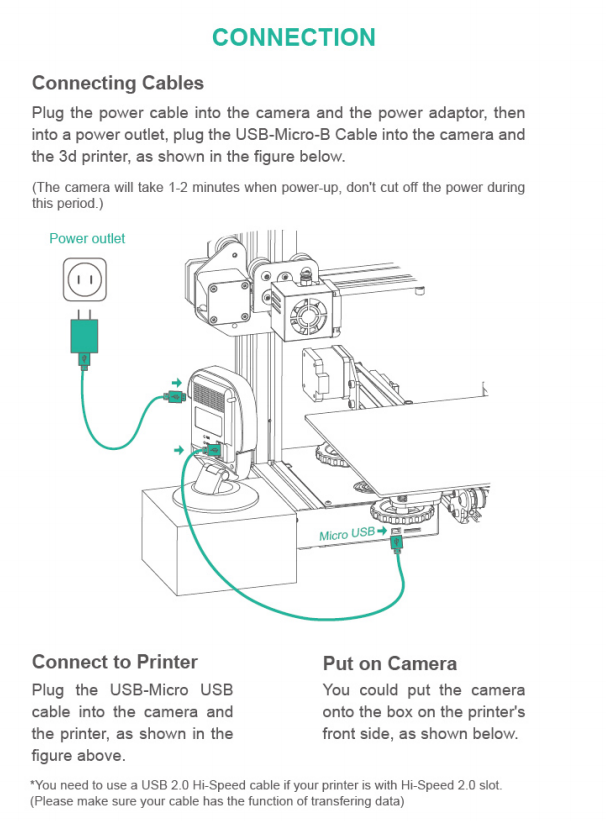 CONNECTION
Connecting Cables
Plug the power cable into the camera and the power adaptor, then
into a power outlet, plug the USB-Micro-B Cable into the camera and
the 3d printer, as shown in the figure below.
(The camera will take 1-2 minutes when power-up, don't cut off the power during
this period.)
Power outlet
Micro USB
Connect to Printer
Plug the USB-Micro USB
cable into the camera and
the printer, as shown in the
figure above.
Put on Camera
You could put the camera
onto the box on the printer's
front side, as shown below.
*You need to use a USB 2.0 Hi-Speed cable if your printer is with Hi-Speed 2.0 slot.
(Please make sure your cable has the function of transfering data)